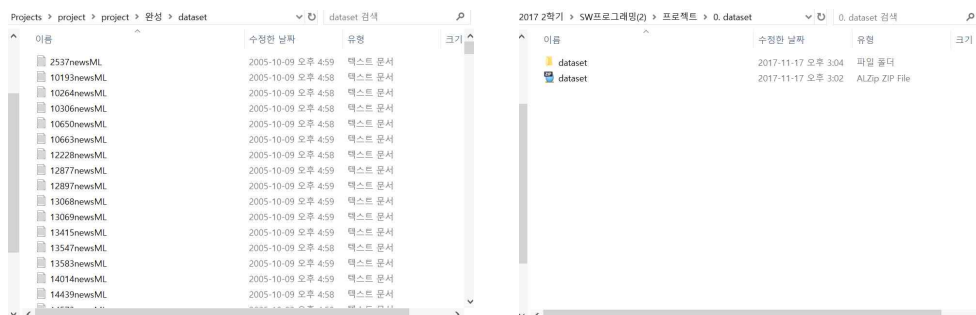 Projects > project > project > 완성 > dataset
dataset 검색
이름 수정한 날짜 유형 크기
2537newsML 2005-10-09 오후 4:59 텍스트 문서
10193newsML 2005-10-09 오후 4:58 텍스트 문서
10264newsML 2005-10-09 오후 4:58 텍스트 문서
10306newsML 2005-10-09 오후 4:58 텍스트 문서
10650newsML 2005-10-09 오후 4:58 텍스트 문서
10663newsML 2005-10-09 오후 4:59 텍스트 문서
12228newsML 2005-10-09 오후 4:58 텍스트 문서
12877newsML 2005-10-09 오후 4:59 텍스트 문서
12897newsML 2005-10-09 오후 4:59 텍스트 문서
13068newsML 2005-10-09 오후 4:59 텍스트 문서
13069newsML 2005-10-09 오후 4:59 텍스트 문서
13415newsML 2005-10-09 오후 4:59 텍스트 문서
13547newsML 2005-10-09 오후 4:58 텍스트 문서
13583newsML 2005-10-09 오후 4:59 텍스트 문서
14014newsML 2005-10-09 오후 4:59 텍스트 문서
14439newsML 2005-10-09 오후 4:58 텍스트 문서
2017 2학기 > SW프로그래밍(2) > 프로젝트 > 0. dataset
0. dataset 검색
이름 수정한 날짜 유형 크기
dataset 2017-11-17 오후 3:04 파일 폴더
dataset 2017-11-17 오후 3:02 ALZip ZIP File